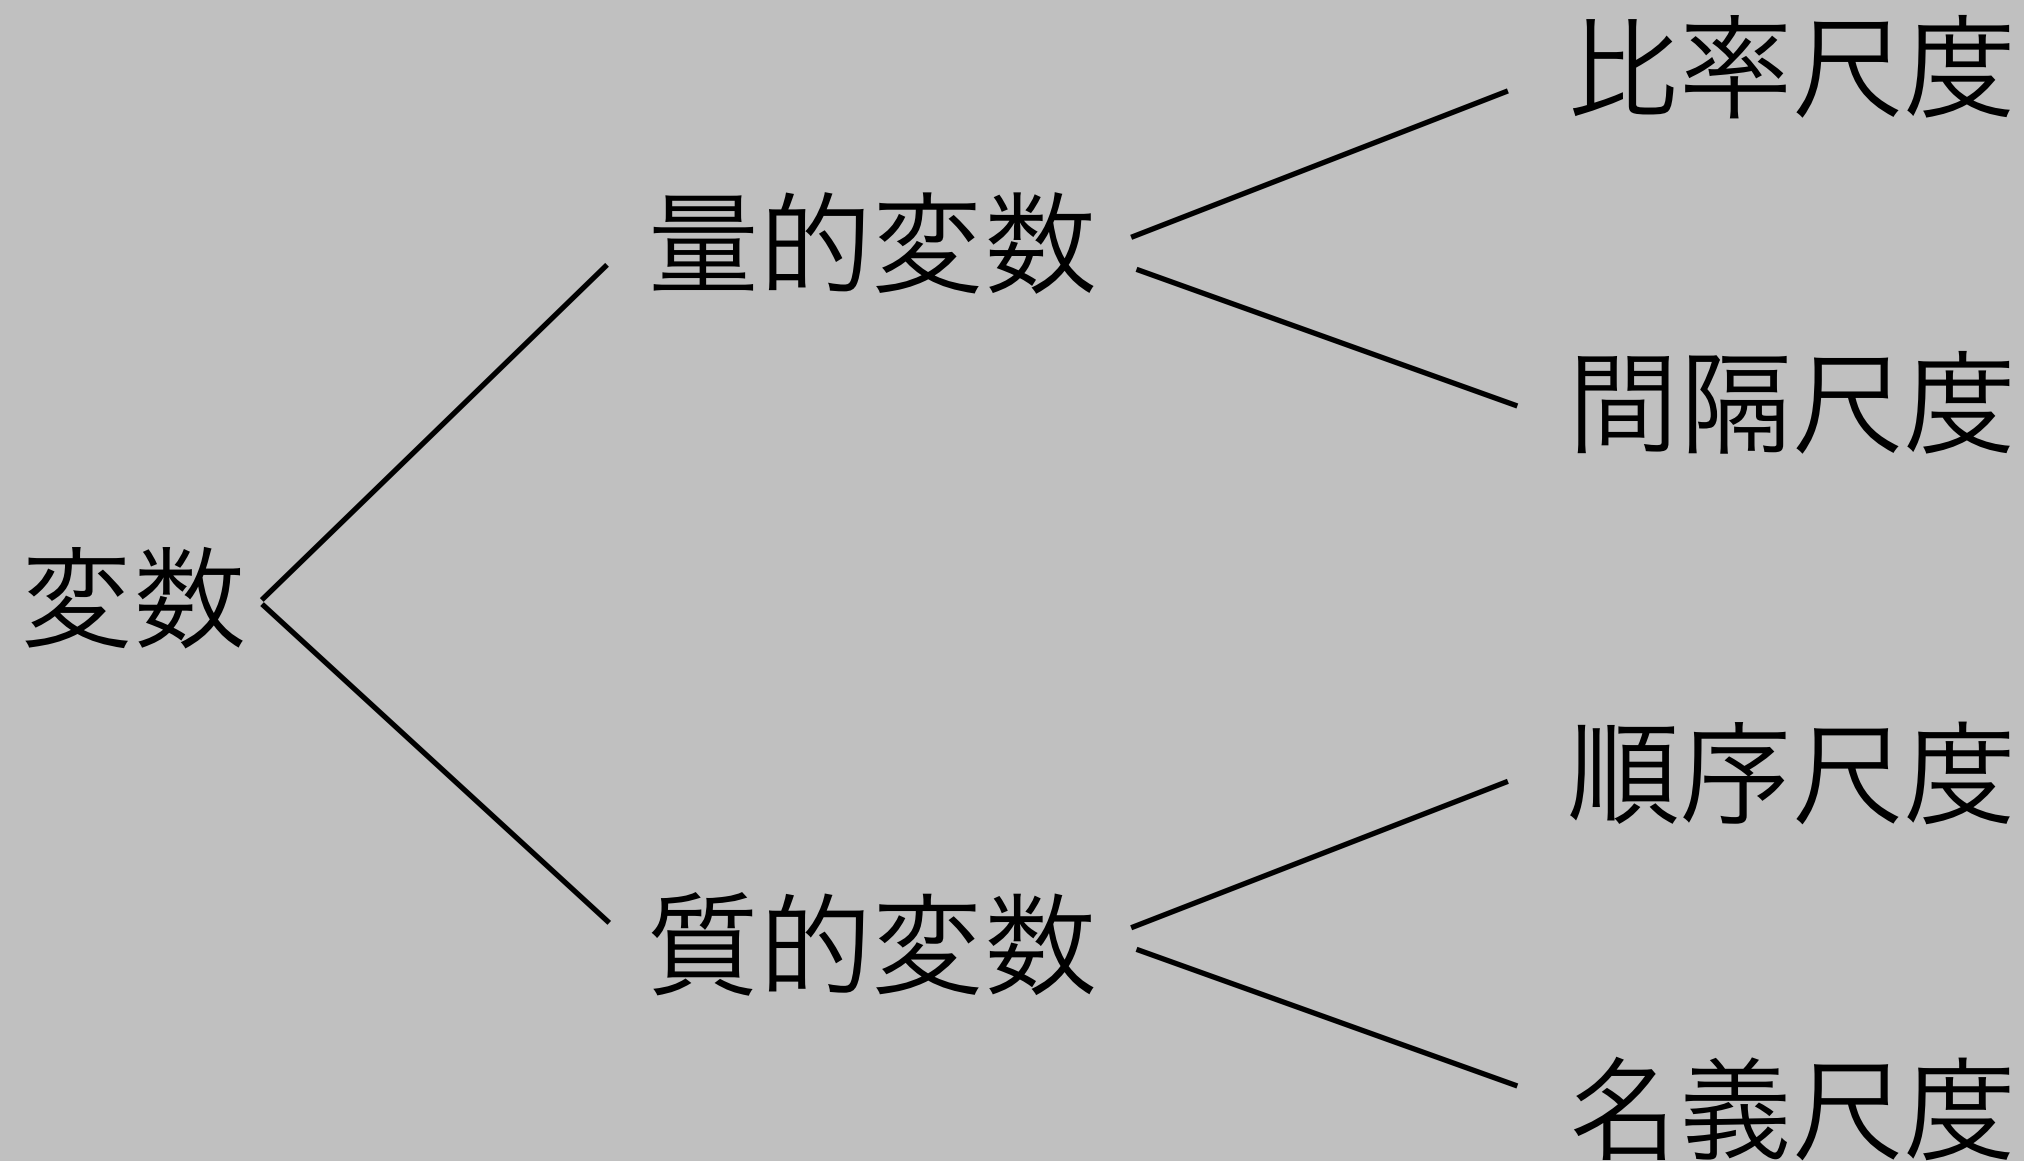 比率尺度
量的変数
間隔尺度
変数
順序尺度
質的変数
名義尺度